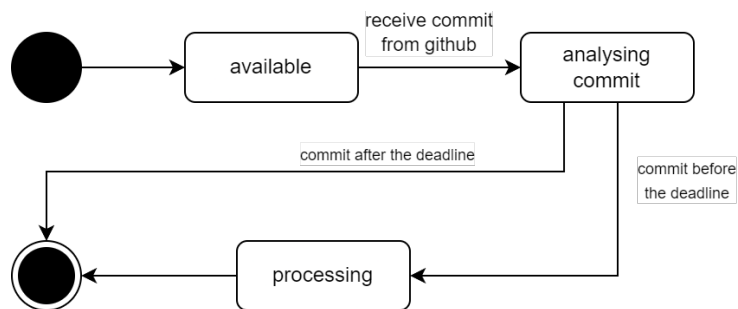 available
receive commit
from github
analysing
commit
commit after the deadline
commit before
the deadline
processing